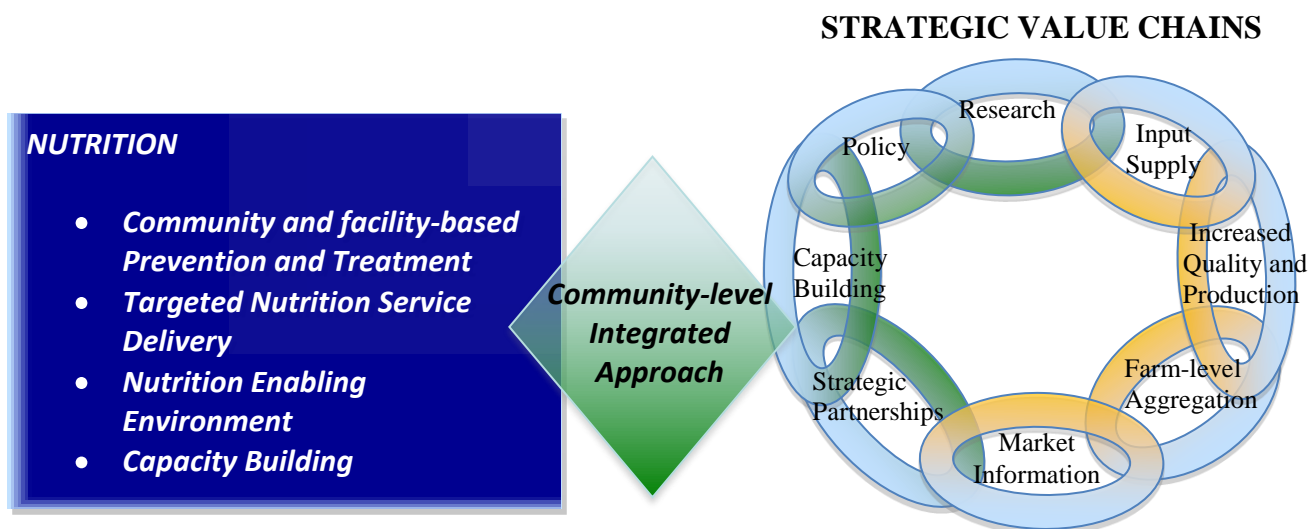 STRATEGIC VALUE CHAINS
NUTRITION
• Community and facility-based
Prevention and Treatment
• Targeted Nutrition Service
Delivery
• Nutrition Enabling
Environment
• Capacity Building
Community-level
Integrated
Approach
Research
Input
Supply
Increased
Quality and
Production
Farm-level
Aggregation
Market
Information
Strategic
Partnerships
Capacity
Building
Policy